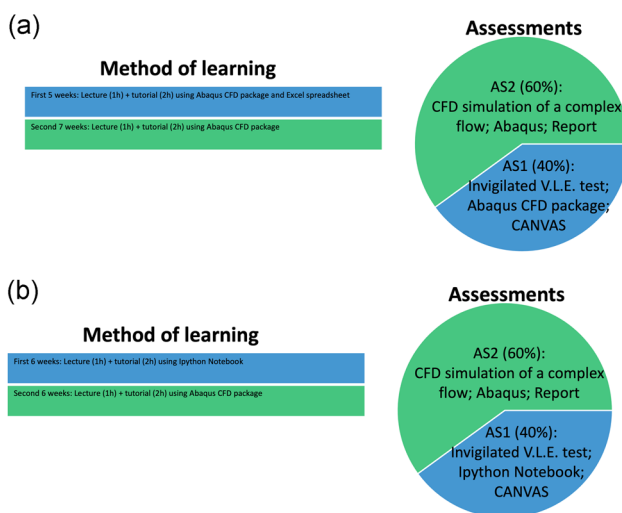 (a)
Method of learning
First 5 weeks: Lecture (1h) + tutorial (2h) using Abaqus CFD package and Excel spreadsheet
Second 7 weeks: Lecture (1h) + tutorial (2h) using Abaqus CFD package
Assessments
AS2 (60%):
CFD simulation of a complex
flow; Abaqus; Report
AS1 (40%):
Invigilated V.L.E. test;
Abaqus CFD package;
CANVAS
(b)
Method of learning
First 6 weeks: Lecture (1h) + tutorial (2h) using Ipython Notebook
Second 6 weeks: Lecture (1h) + tutorial (2h) using Abaqus CFD package
Assessments
AS2 (60%):
CFD simulation of a complex
flow; Abaqus; Report
AS1 (40%):
Invigilated V.L.E. test;
Ipython Notebook;
CANVAS